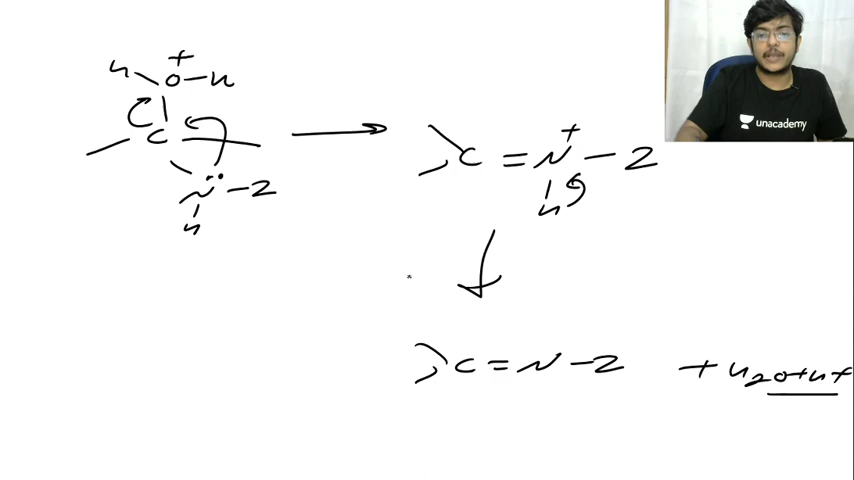 +
H O - H
C
unacademy
N̈ - Z
H
+
C = N - Z
H
C = N - Z + H2O + H+